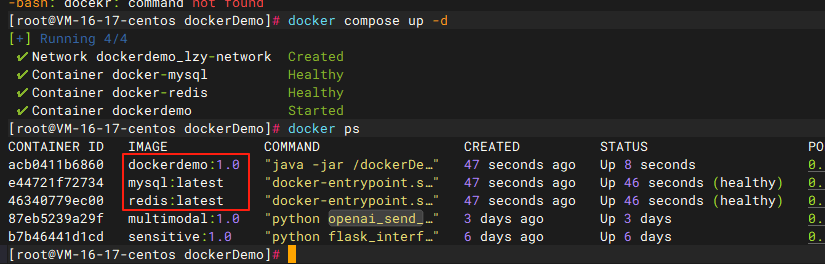 -bash: docekr: command not found
[root@VM-16-17-centos dockerDemo]# docker compose up -d
[+] Running 4/4
✔ Network dockerdemo_lzy-network  Created
✔ Container docker-mysql          Healthy
✔ Container docker-redis          Healthy
✔ Container dockerdemo            Started
[root@VM-16-17-centos dockerDemo]# docker ps
CONTAINER ID   IMAGE            COMMAND                  CREATED          STATUS                    PO
acb0411b6860   dockerdemo:1.0   "java -jar /dockerDe…"   47 seconds ago   Up 8 seconds              0.
e44721f72734   mysql:latest     "docker-entrypoint.s…"   47 seconds ago   Up 46 seconds (healthy)   0.
46340779ec00   redis:latest     "docker-entrypoint.s…"   47 seconds ago   Up 46 seconds (healthy)   0.
87eb5239a29f   multimodal:1.0   "python openai_send_…"   3 days ago       Up 3 days                 0.
b7b46441d1cd   sensitive:1.0    "python flask_interf…"   6 days ago       Up 6 days                 0.
[root@VM-16-17-centos dockerDemo]#